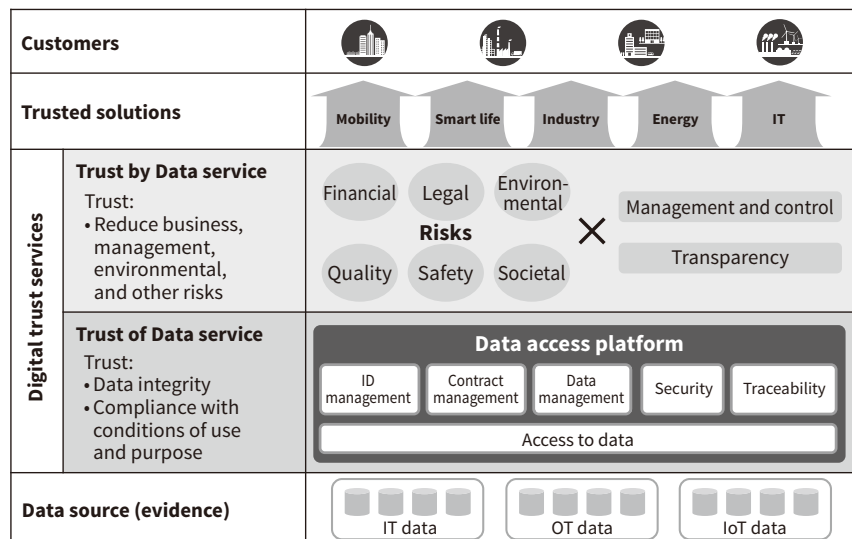 Customers
Trusted solutions
Mobility
Smart life
Industry
Energy
IT
Digital trust services
Trust by Data service
Trust:
• Reduce business,
management,
environmental,
and other risks
Financial
Legal
Environ-
mental
Risks
Quality
Safety
Societal
×
Management and control
Transparency
Trust of Data service
Trust:
• Data integrity
• Compliance with
conditions of use
and purpose
Data access platform
ID
management
Contract
management
Data
management
Security
Traceability
Access to data
Data source (evidence)
IT data
OT data
IoT data